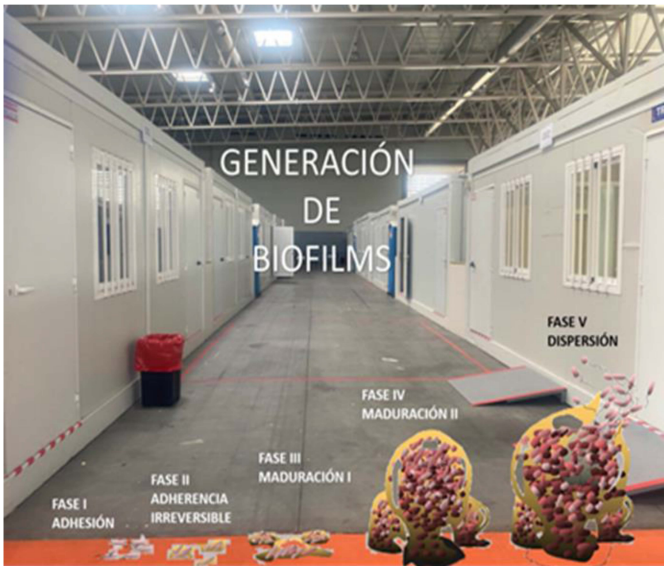 GENERACIÓN
DE
BIOFILMS
FASE V
DISPERSIÓN
FASE IV
MADURACIÓN II
FASE III
MADURACIÓN I
FASE II
ADHERENCIA
IRREVERSIBLE
FASE I
ADHESIÓN